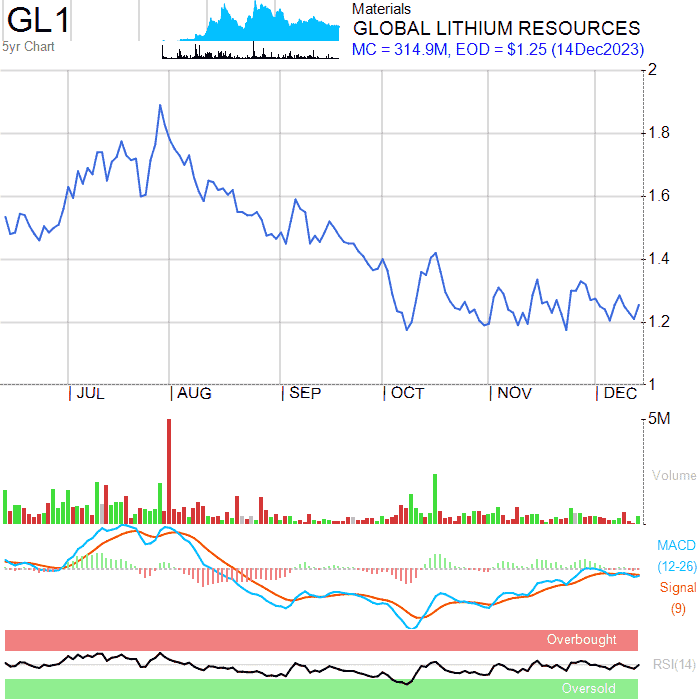 GL1
5yr Chart
Materials
GLOBAL LITHIUM RESOURCES
MC = 314.9M, EOD = $1.25 (14Dec2023)
2
1.8
1.6
1.4
1.2
1
JUL AUG SEP OCT NOV DEC
5M
Volume
MACD
(12-26)
Signal
(9)
Overbought
RSI(14)
Oversold